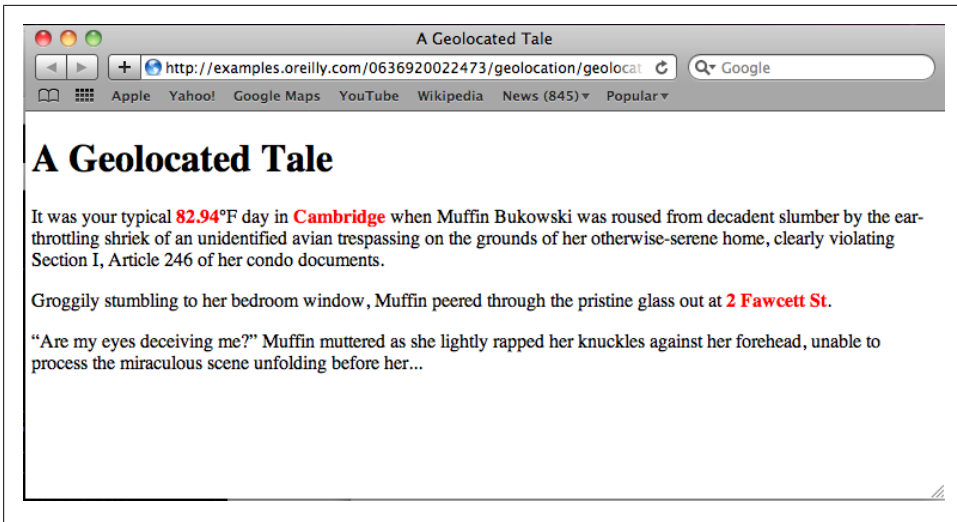 A Geolocated Tale
http://examples.oreilly.com/0636920022473/geolocation/geolocat
Google
Apple Yahoo! Google Maps YouTube Wikipedia News (845) Popular
A Geolocated Tale
It was your typical 82.94°F day in Cambridge when Muffin Bukowski was roused from decadent slumber by the ear-
throttling shriek of an unidentified avian trespassing on the grounds of her otherwise-serene home, clearly violating
Section I, Article 246 of her condo documents.
Groggily stumbling to her bedroom window, Muffin peered through the pristine glass out at 2 Fawcett St.
“Are my eyes deceiving me?” Muffin muttered as she lightly rapped her knuckles against her forehead, unable to
process the miraculous scene unfolding before her...